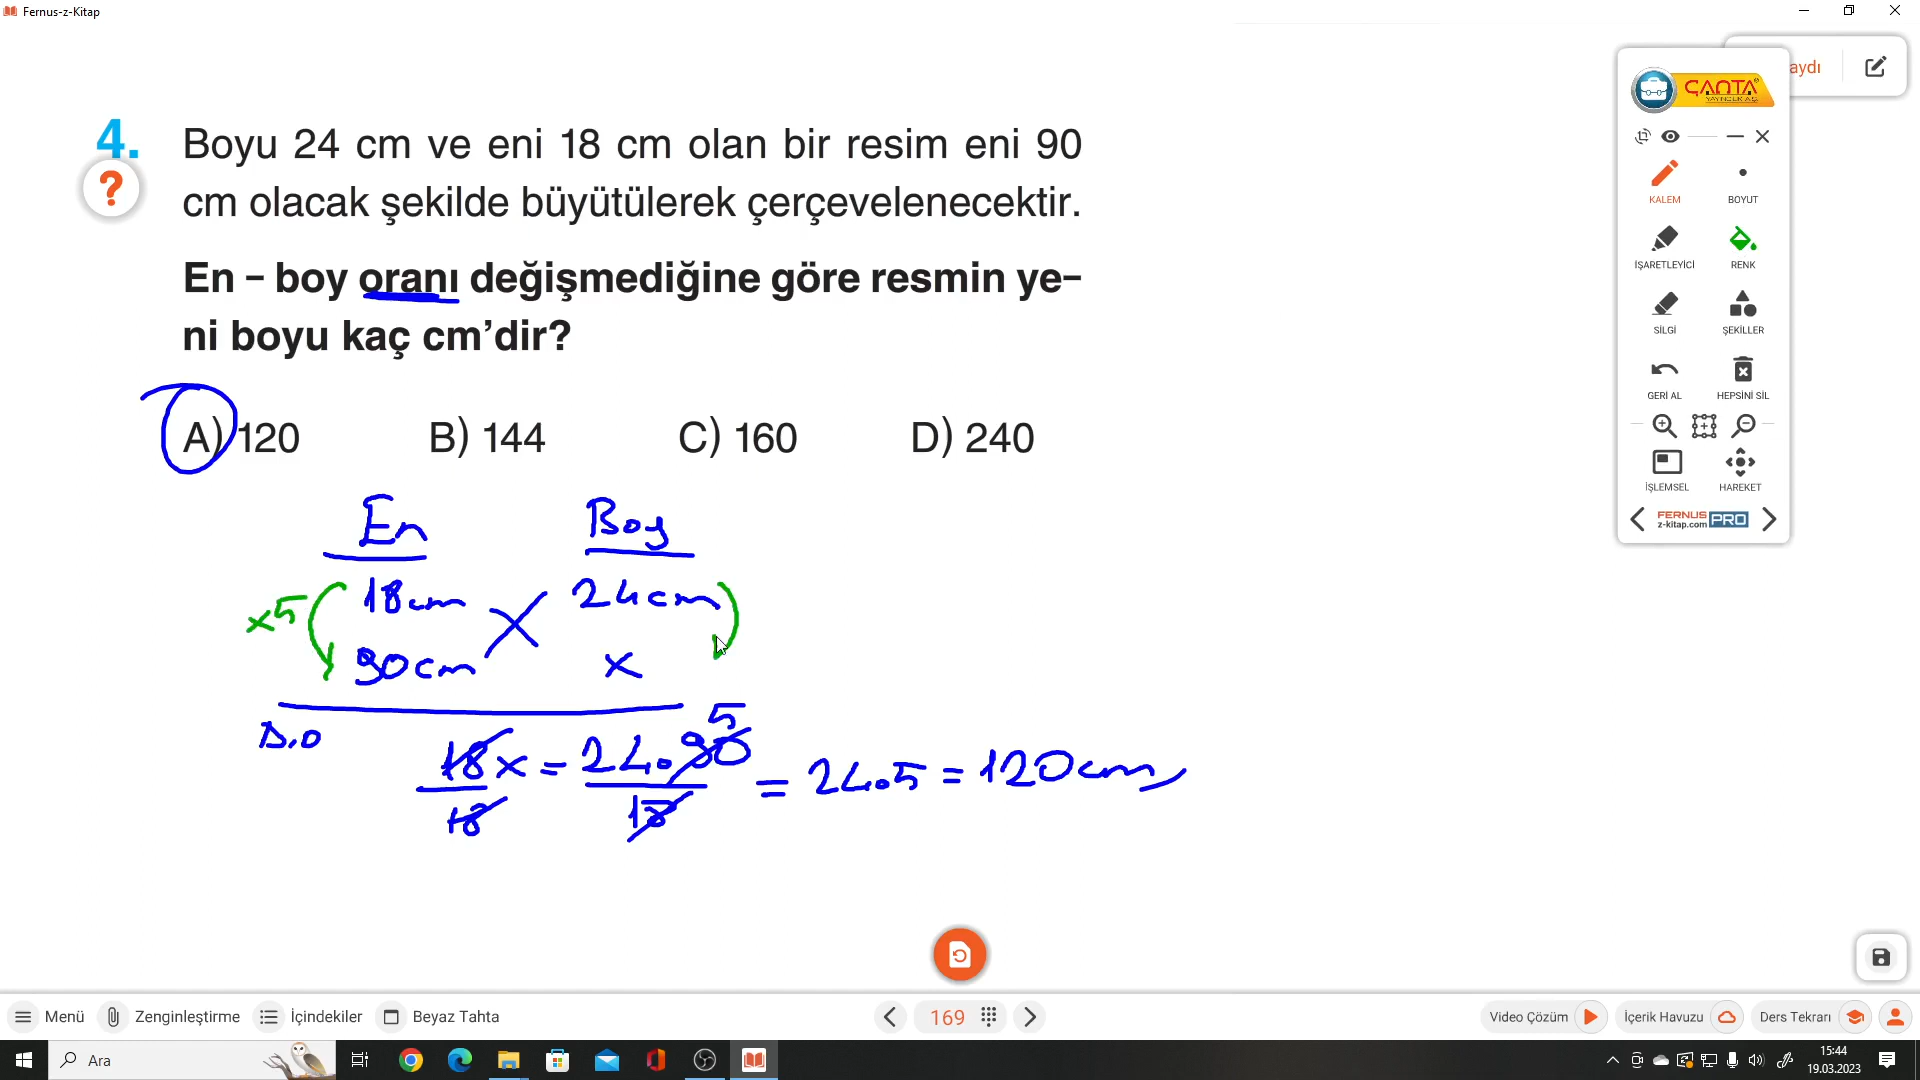 Fernus-z-Kitap
aydı
ÇANTA
YAYINCILIK A.Ş.
4. Boyu 24 cm ve eni 18 cm olan bir resim eni 90
cm olacak şekilde büyütülerek çerçevelenecektir.
?
En – boy oranı değişmediğine göre resmin ye–
ni boyu kaç cm'dir?
A) 120 B) 144 C) 160 D) 240
En Boy
18cm 24cm
x5
90cm x
D.O
5
18x = 24.90 = 24.5 = 120cm
18 18
KALEM BOYUT
İŞARETLEYİCİ RENK
SİLGİ ŞEKİLLER
GERİ AL HEPSİNİ SİL
İŞLEMSEL HAREKET
FERNUS
z-kitap.com PRO
Menü Zenginleştirme İçindekiler Beyaz Tahta 169 Video Çözüm İçerik Havuzu Ders Tekrarı
Ara
15:44
19.03.2023